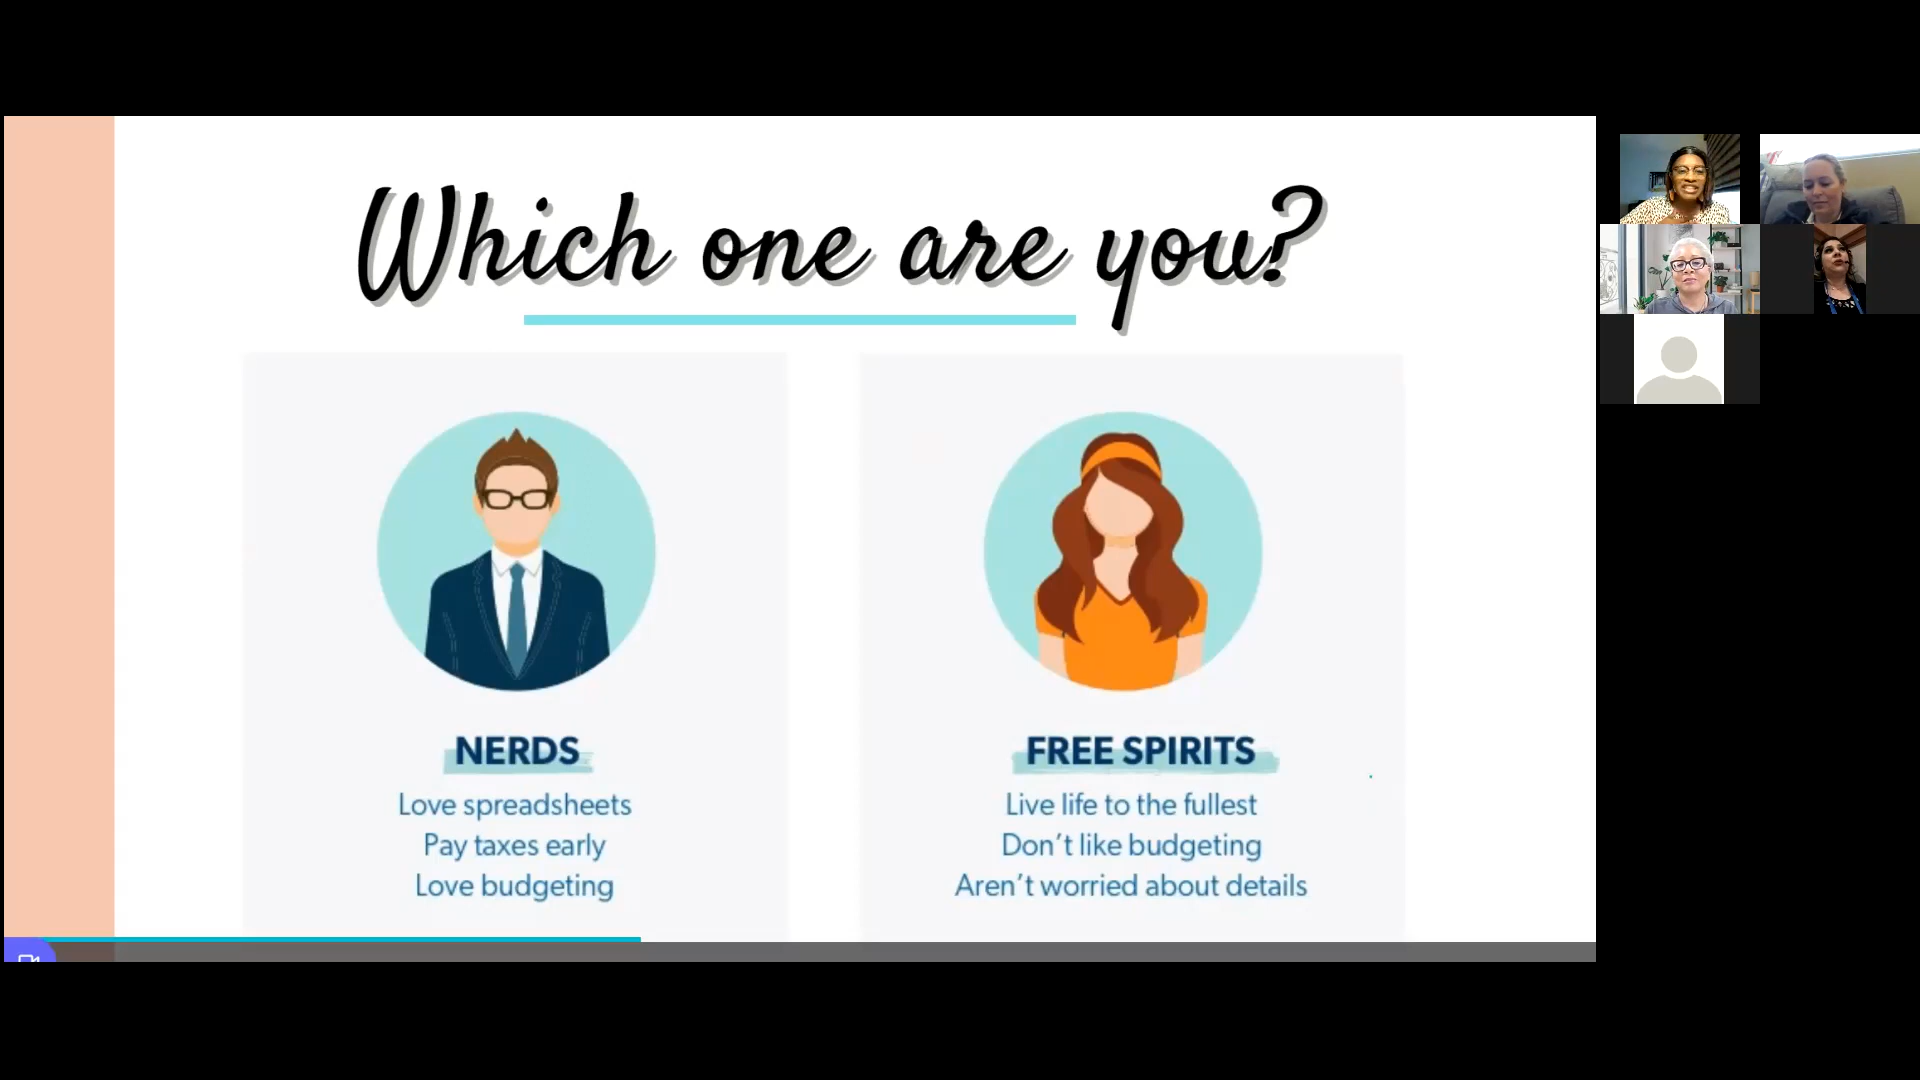 Which one are you?
NERDS
Love spreadsheets
Pay taxes early
Love budgeting
FREE SPIRITS
Live life to the fullest
Don't like budgeting
Aren't worried about details